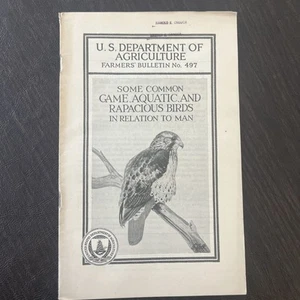 U. S. DEPARTMENT OF
AGRICULTURE
FARMERS' BULLETIN No. 497
SOME COMMON
GAME, AQUATIC, AND
RAPACIOUS BIRDS
IN RELATION TO MAN